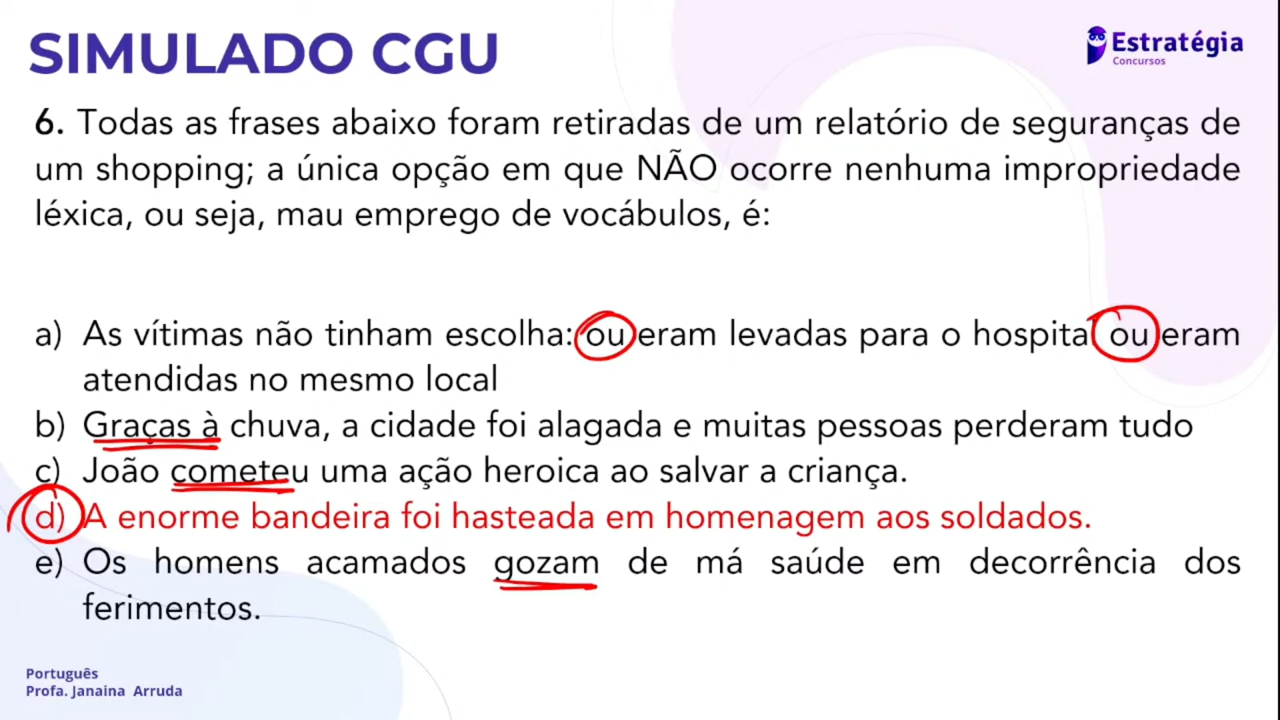 SIMULADO CGU
Estratégia
Concursos
6. Todas as frases abaixo foram retiradas de um relatório de seguranças de
um shopping; a única opção em que NÃO ocorre nenhuma impropriedade
léxica, ou seja, mau emprego de vocábulos, é:
a) As vítimas não tinham escolha: ou eram levadas para o hospital ou eram
atendidas no mesmo local
b) Graças à chuva, a cidade foi alagada e muitas pessoas perderam tudo
c) João cometeu uma ação heroica ao salvar a criança.
d) A enorme bandeira foi hasteada em homenagem aos soldados.
e) Os homens acamados gozam de má saúde em decorrência dos
ferimentos.
Português
Profa. Janaina Arruda